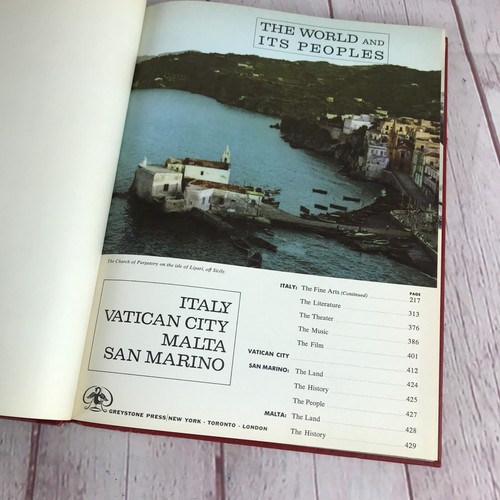 THE WORLD AND
ITS PEOPLES
The Church of Purgatory on the isle of Lipari, off Sicily.
ITALY
VATICAN CITY
MALTA
SAN MARINO
GREYSTONE PRESS/NEW YORK · TORONTO · LONDON
PAGE
ITALY: The Fine Arts (Continued) 217
The Literature 313
The Theater 376
The Music 386
The Film 401
VATICAN CITY 412
SAN MARINO: The Land 424
The History 425
The People 427
MALTA: The Land 428
The History 429